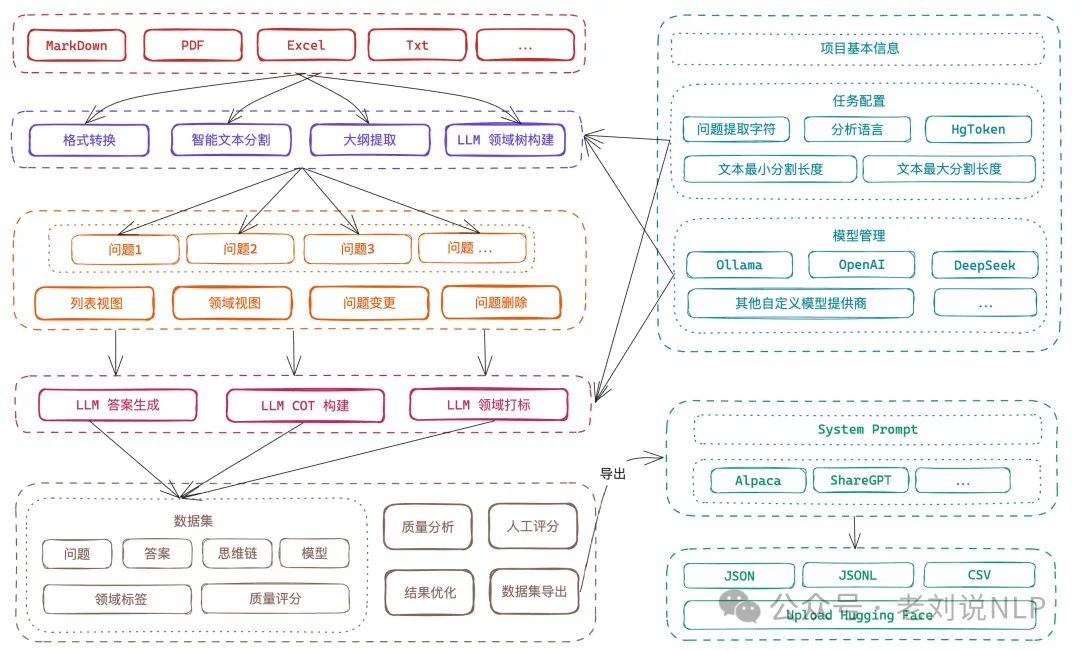 MarkDown
PDF
Excel
Txt
...
格式转换
智能文本分割
大纲提取
LLM 领域树构建
问题1
问题2
问题3
问题 ...
列表视图
领域视图
问题变更
问题删除
LLM 答案生成
LLM COT 构建
LLM 领域打标
数据集
问题
答案
思维链
模型
领域标签
质量评分
质量分析
人工评分
结果优化
数据集导出
项目基本信息
任务配置
问题提取字符
分析语言
HgToken
文本最小分割长度
文本最大分割长度
模型管理
Ollama
OpenAI
DeepSeek
其他自定义模型提供商
...
导出
System Prompt
Alpaca
ShareGPT
...
JSON
JSONL
CSV
Upload Hugging Face
公众号 · 老刘说NLP